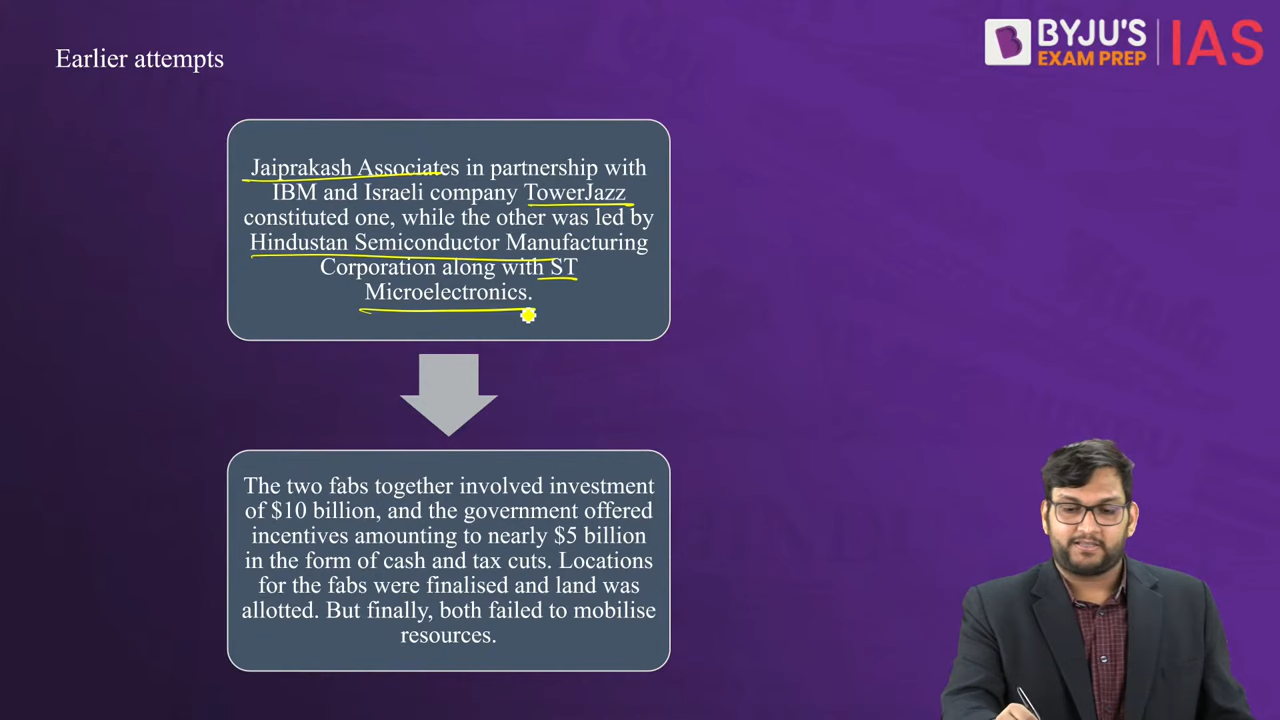 Earlier attempts
BYJU'S
EXAM PREP
IAS
Jaiprakash Associates in partnership with
IBM and Israeli company TowerJazz
constituted one, while the other was led by
Hindustan Semiconductor Manufacturing
Corporation along with ST
Microelectronics.
The two fabs together involved investment
of $10 billion, and the government offered
incentives amounting to nearly $5 billion
in the form of cash and tax cuts. Locations
for the fabs were finalised and land was
allotted. But finally, both failed to mobilise
resources.